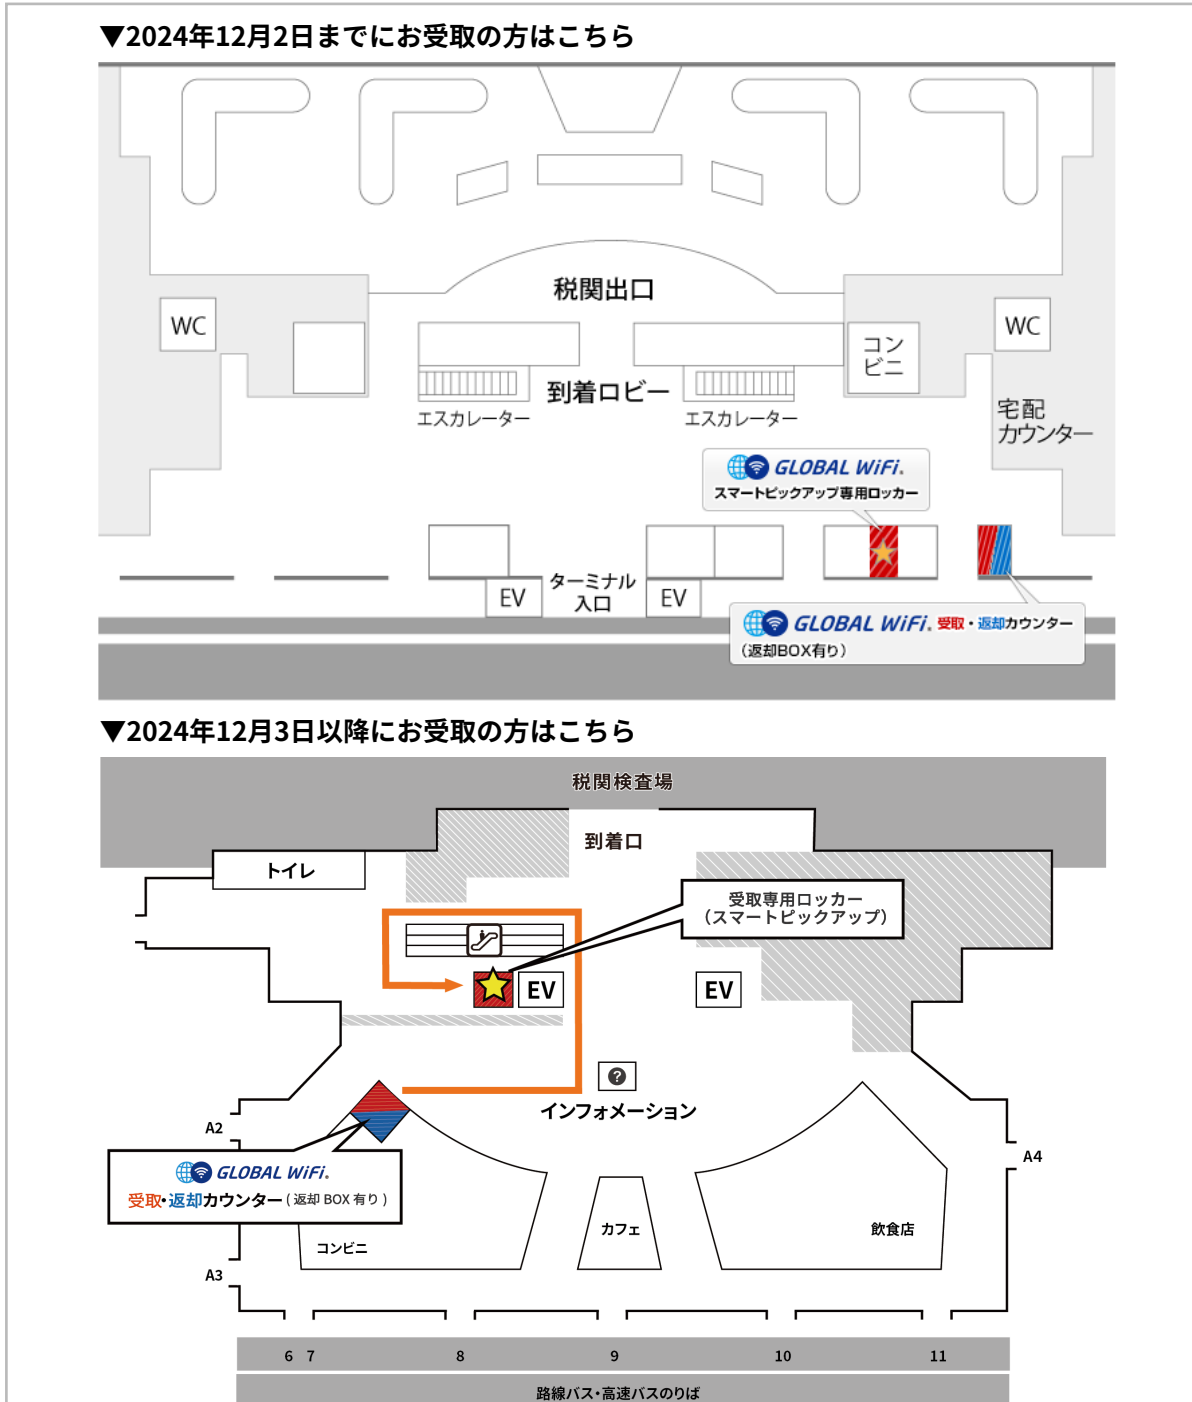 ▼2024年12月2日までにお受取の方はこちら
税関出口
WC
WC
コン
ビニ
到着ロビー
エスカレーター
エスカレーター
宅配
カウンター
GLOBAL WiFi®
スマートピックアップ専用ロッカー
ターミナル
入口
EV
EV
GLOBAL WiFi® 受取・返却カウンター
(返却BOX有り)
▼2024年12月3日以降にお受取の方はこちら
税関検査場
到着口
トイレ
受取専用ロッカー
(スマートピックアップ)
EV
EV
?
インフォメーション
A2
A4
GLOBAL WiFi®
受取・返却カウンター(返却 BOX 有り)
カフェ
飲食店
コンビニ
A3
6 7 8 9 10 11
路線バス・高速バスのりば